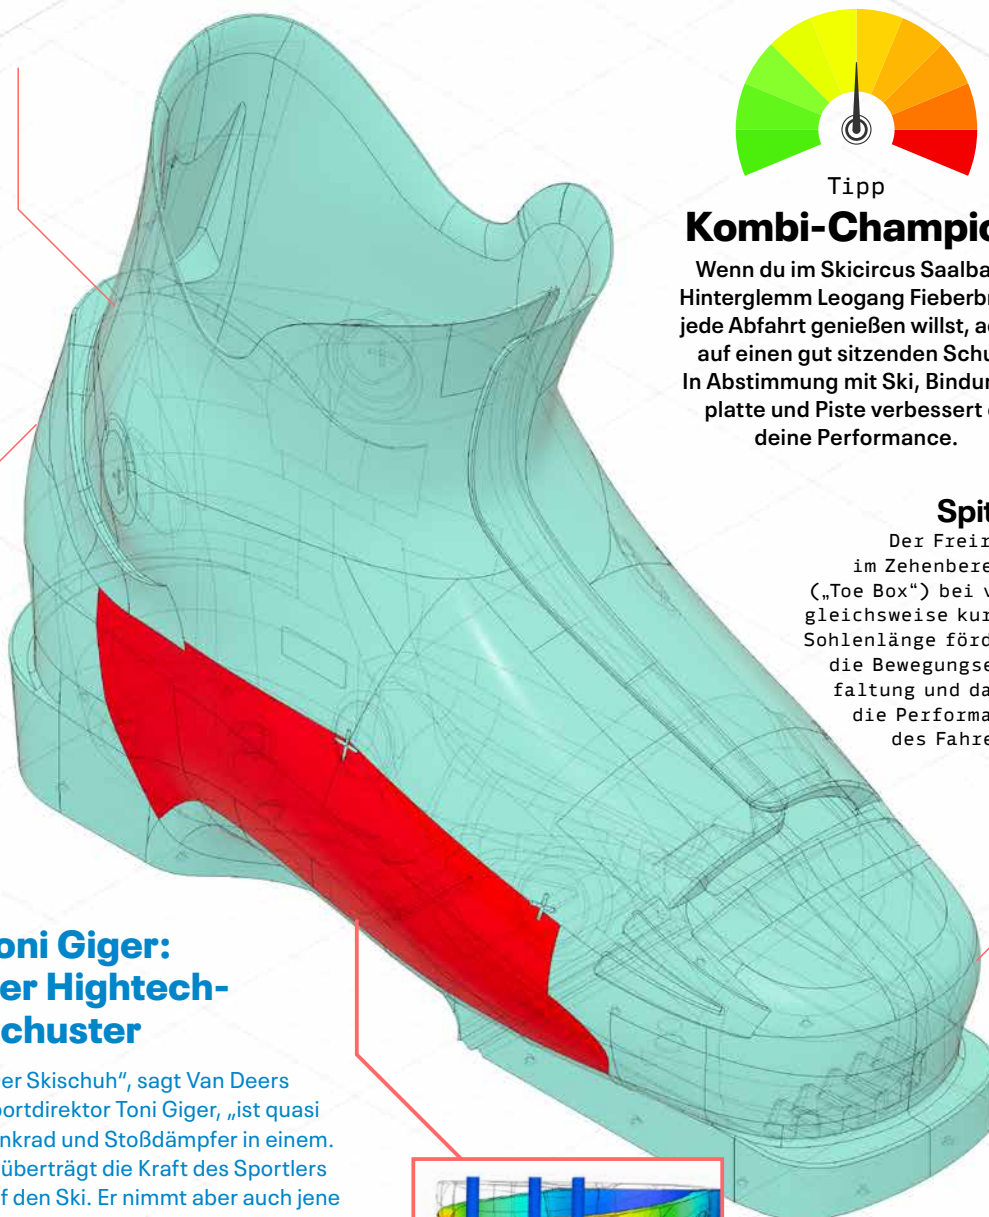 Tipp
Kombi-Champio
Wenn du im Skicircus Saalba
Hinterglemm Leogang Fieberbr
jede Abfahrt genießen willst, ac
auf einen gut sitzenden Schu
In Abstimmung mit Ski, Bindun
platte und Piste verbessert
deine Performance.
Spit
Der Freir
im Zehenbere
(„Toe Box“) bei v
gleichsweise kur
Sohlenlänge förd
die Bewegungse
faltung und da
die Performa
des Fahre
oni Giger:
er Hightech-
chuster
er Skischuh“, sagt Van Deers
portdirektor Toni Giger, „ist quasi
nkrad und Stoßdämpfer in einem.
überträgt die Kraft des Sportlers
f den Ski. Er nimmt aber auch jene